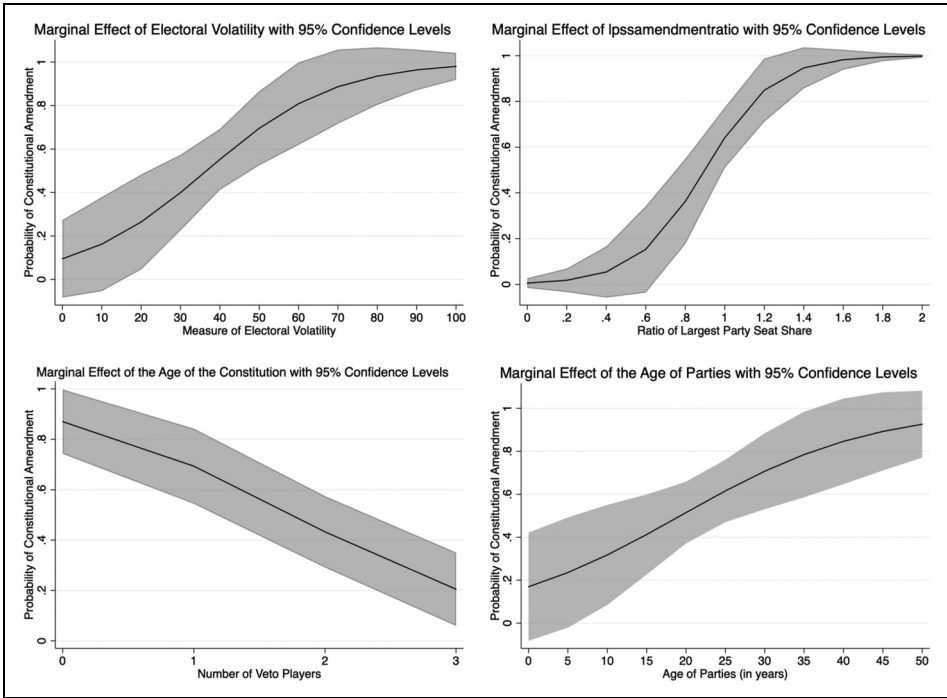 Marginal Effect of Electoral Volatility with 95% Confidence Levels
Probability of Constitutional Amendment
1
.8
.6
.4
.2
0
0 10 20 30 40 50 60 70 80 90 100
Measure of Electoral Volatility
Marginal Effect of lpssamendmentratio with 95% Confidence Levels
Probability of Constitutional Amendment
1
.8
.6
.4
.2
0
0 .2 .4 .6 .8 1 1.2 1.4 1.6 1.8 2
Ratio of Largest Party Seat Share
Marginal Effect of the Age of the Constitution with 95% Confidence Levels
Probability of Constitutional Amendment
1
.8
.6
.4
.2
0
0 1 2 3
Number of Veto Players
Marginal Effect of the Age of Parties with 95% Confidence Levels
Probability of Constitutional Amendment
1
.8
.6
.4
.2
0
0 5 10 15 20 25 30 35 40 45 50
Age of Parties (in years)